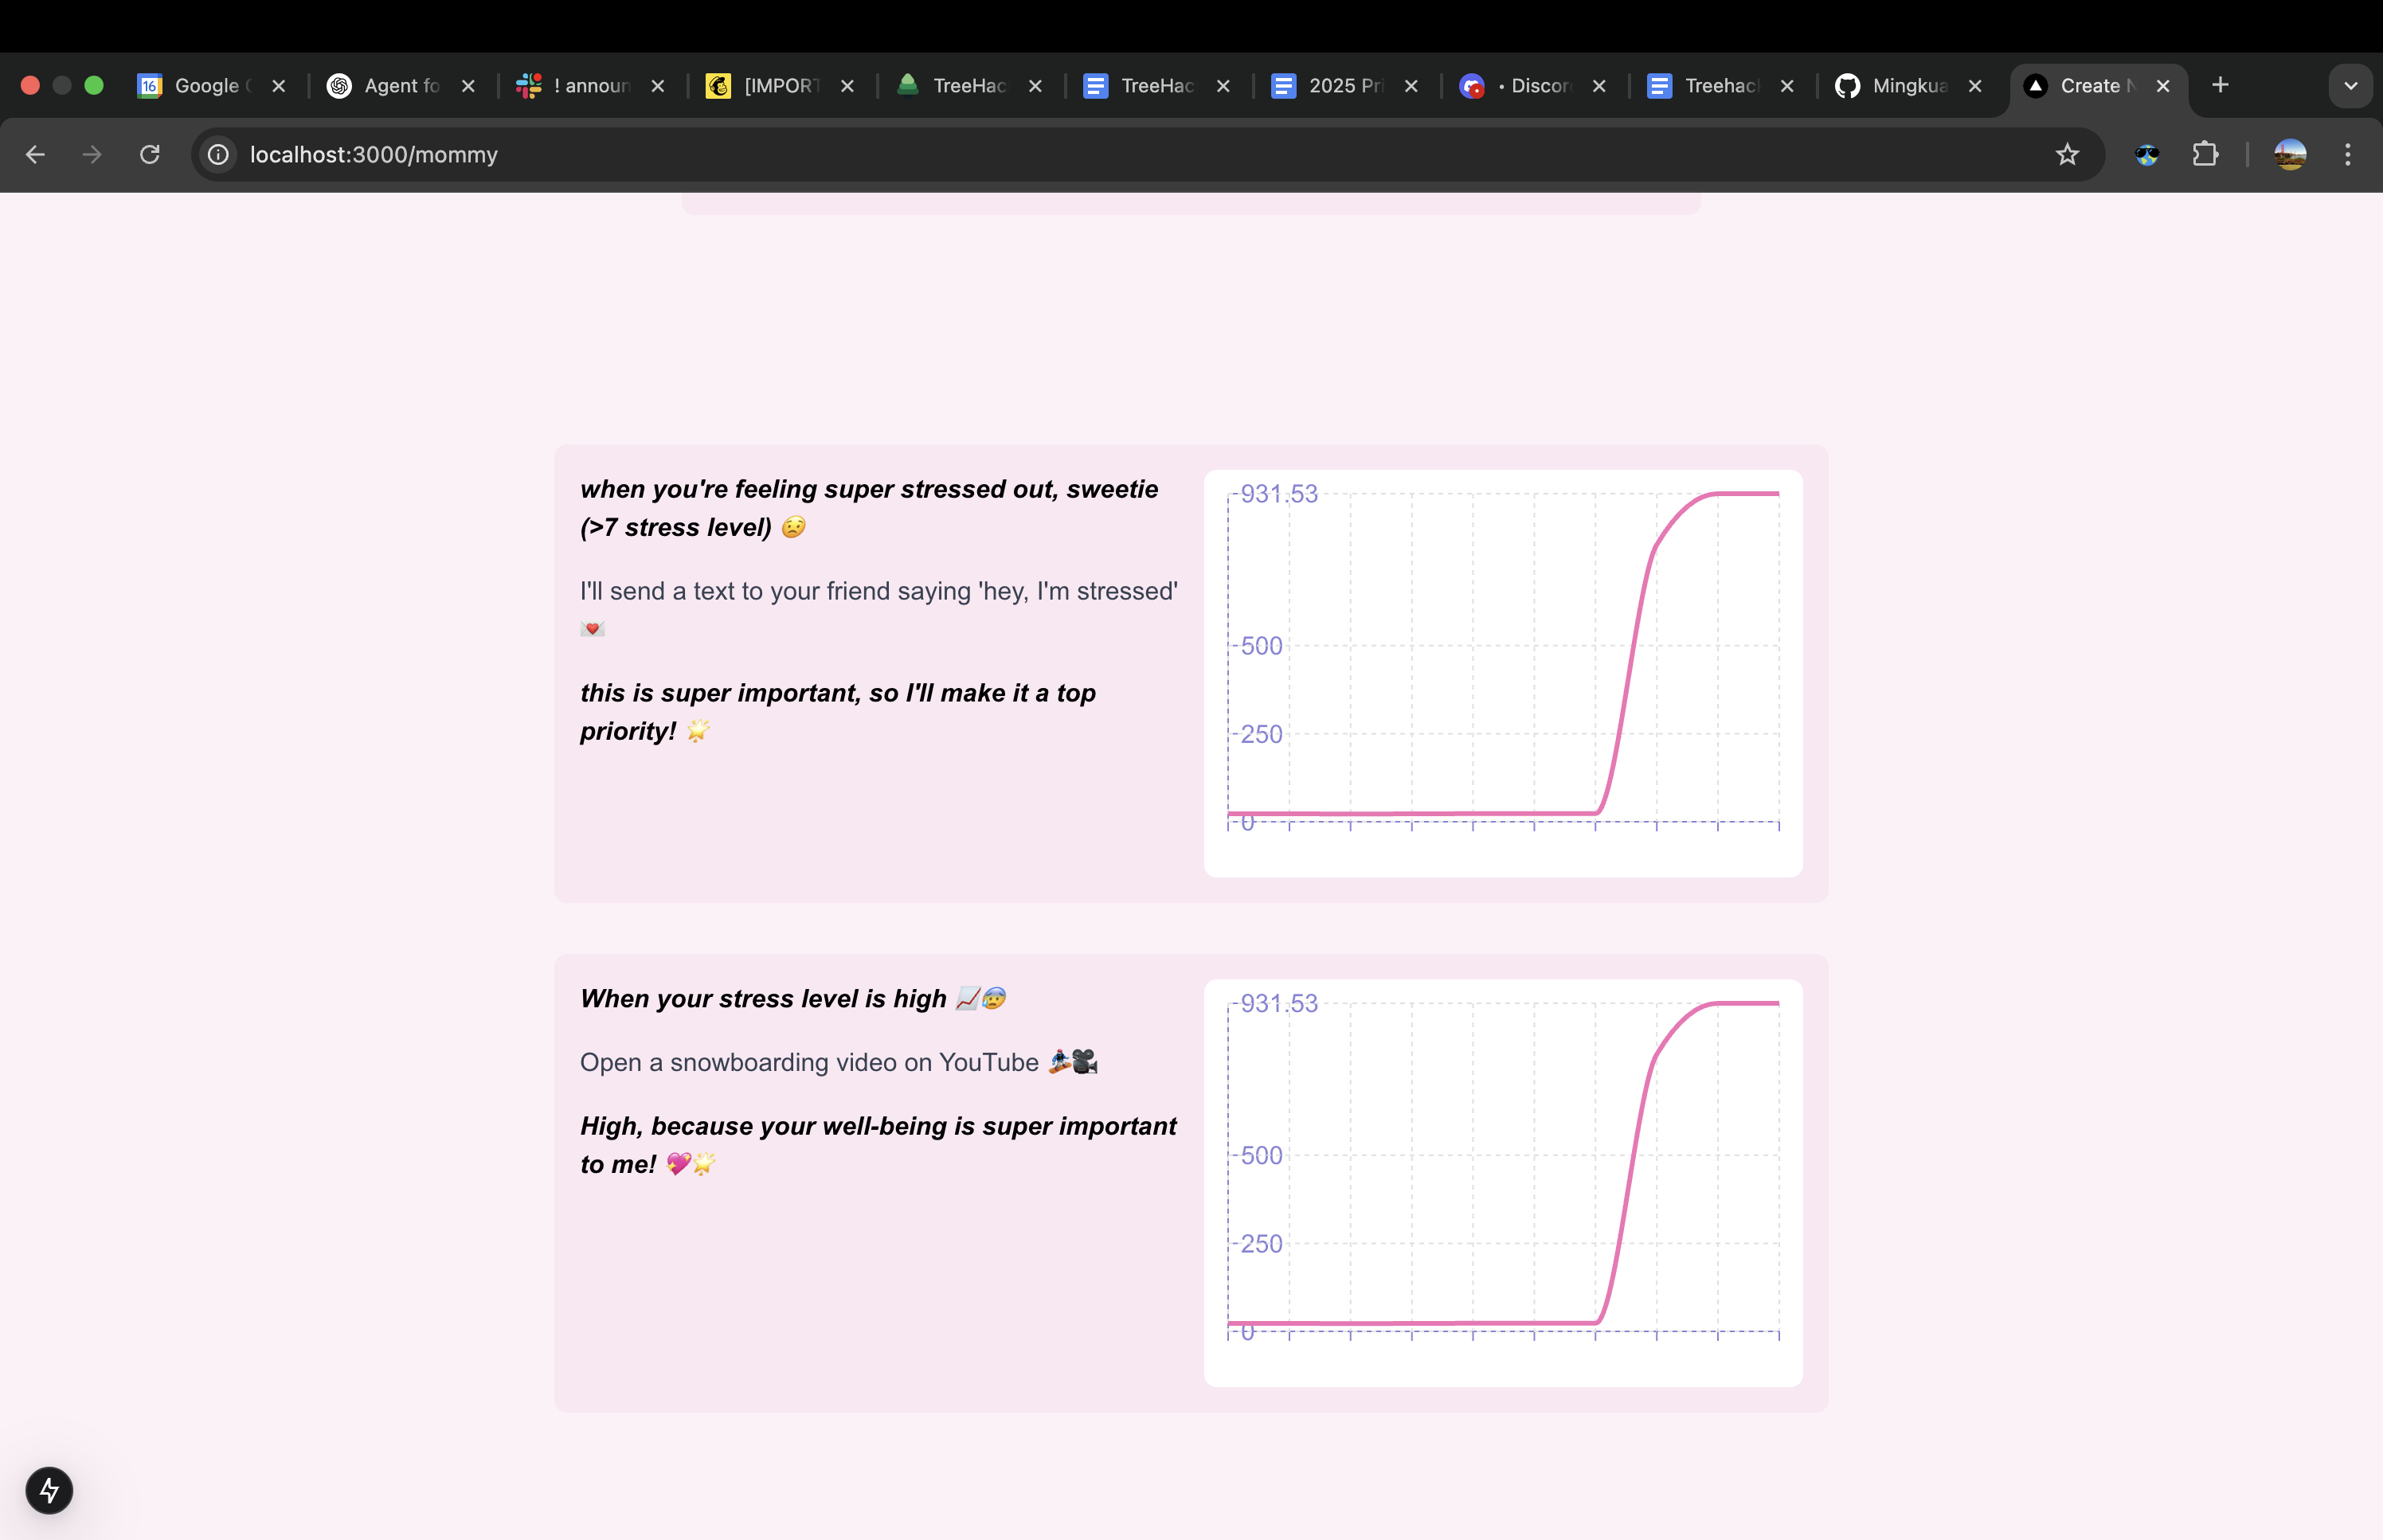 16 Google C
Agent fo
! announ
[IMPORT
TreeHac
TreeHac
2025 Pri
• Discord
Treehac
Mingkua
Create N
localhost:3000/mommy
when you're feeling super stressed out, sweetie
(>7 stress level) 😥
I'll send a text to your friend saying 'hey, I'm stressed'
💌
this is super important, so I'll make it a top
priority! 🌟
931.53
500
250
0
When your stress level is high 📈😰
Open a snowboarding video on YouTube 🏂🎥
High, because your well-being is super important
to me! 💖🌟
931.53
500
250
0